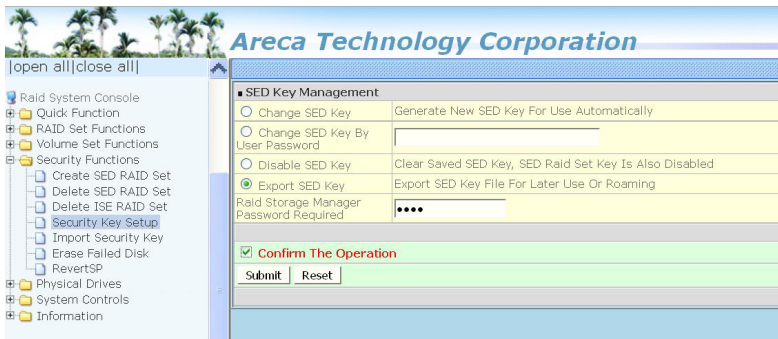 Areca Technology Corporation
|open all|close all|
Raid System Console
Quick Function
RAID Set Functions
Volume Set Functions
Security Functions
Create SED RAID Set
Delete SED RAID Set
Delete ISE RAID Set
Security Key Setup
Import Security Key
Erase Failed Disk
RevertSP
Physical Drives
System Controls
Information
SED Key Management
Change SED Key Generate New SED Key For Use Automatically
Change SED Key By
User Password
Disable SED Key Clear Saved SED Key, SED Raid Set Key Is Also Disabled
Export SED Key Export SED Key File For Later Use Or Roaming
Raid Storage Manager
Password Required ••••
Confirm The Operation
Submit Reset